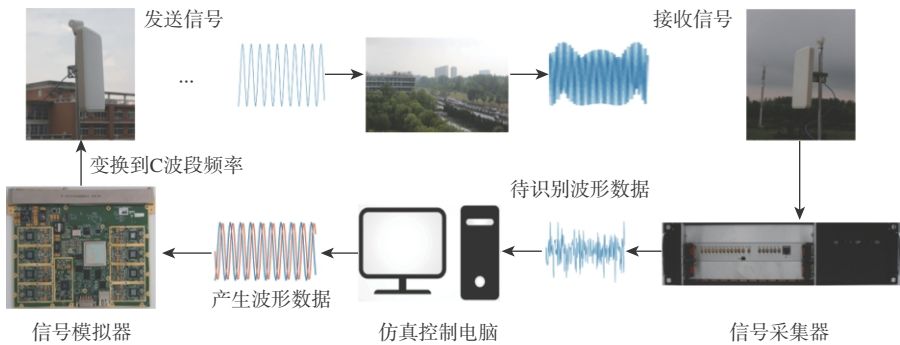 发送信号
接收信号
...
变换到C波段频率
待识别波形数据
产生波形数据
信号模拟器
仿真控制电脑
信号采集器